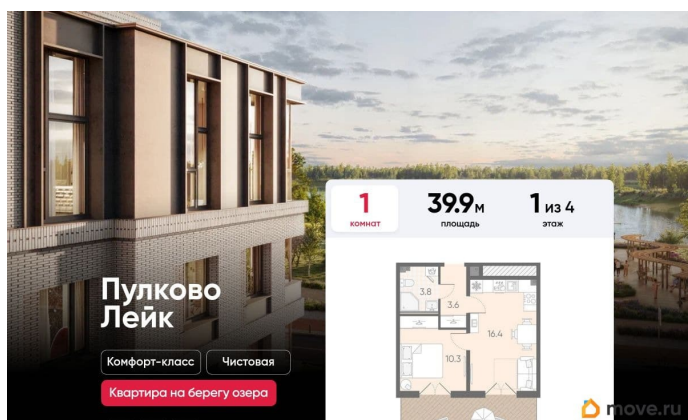 1
комнат
39.9 м
площадь
1 из 4
этаж
3.8
3.6
16.4
10.3
Пулково
Лейк
Комфорт-класс
Чистовая
Квартира на берегу озера
move.ru